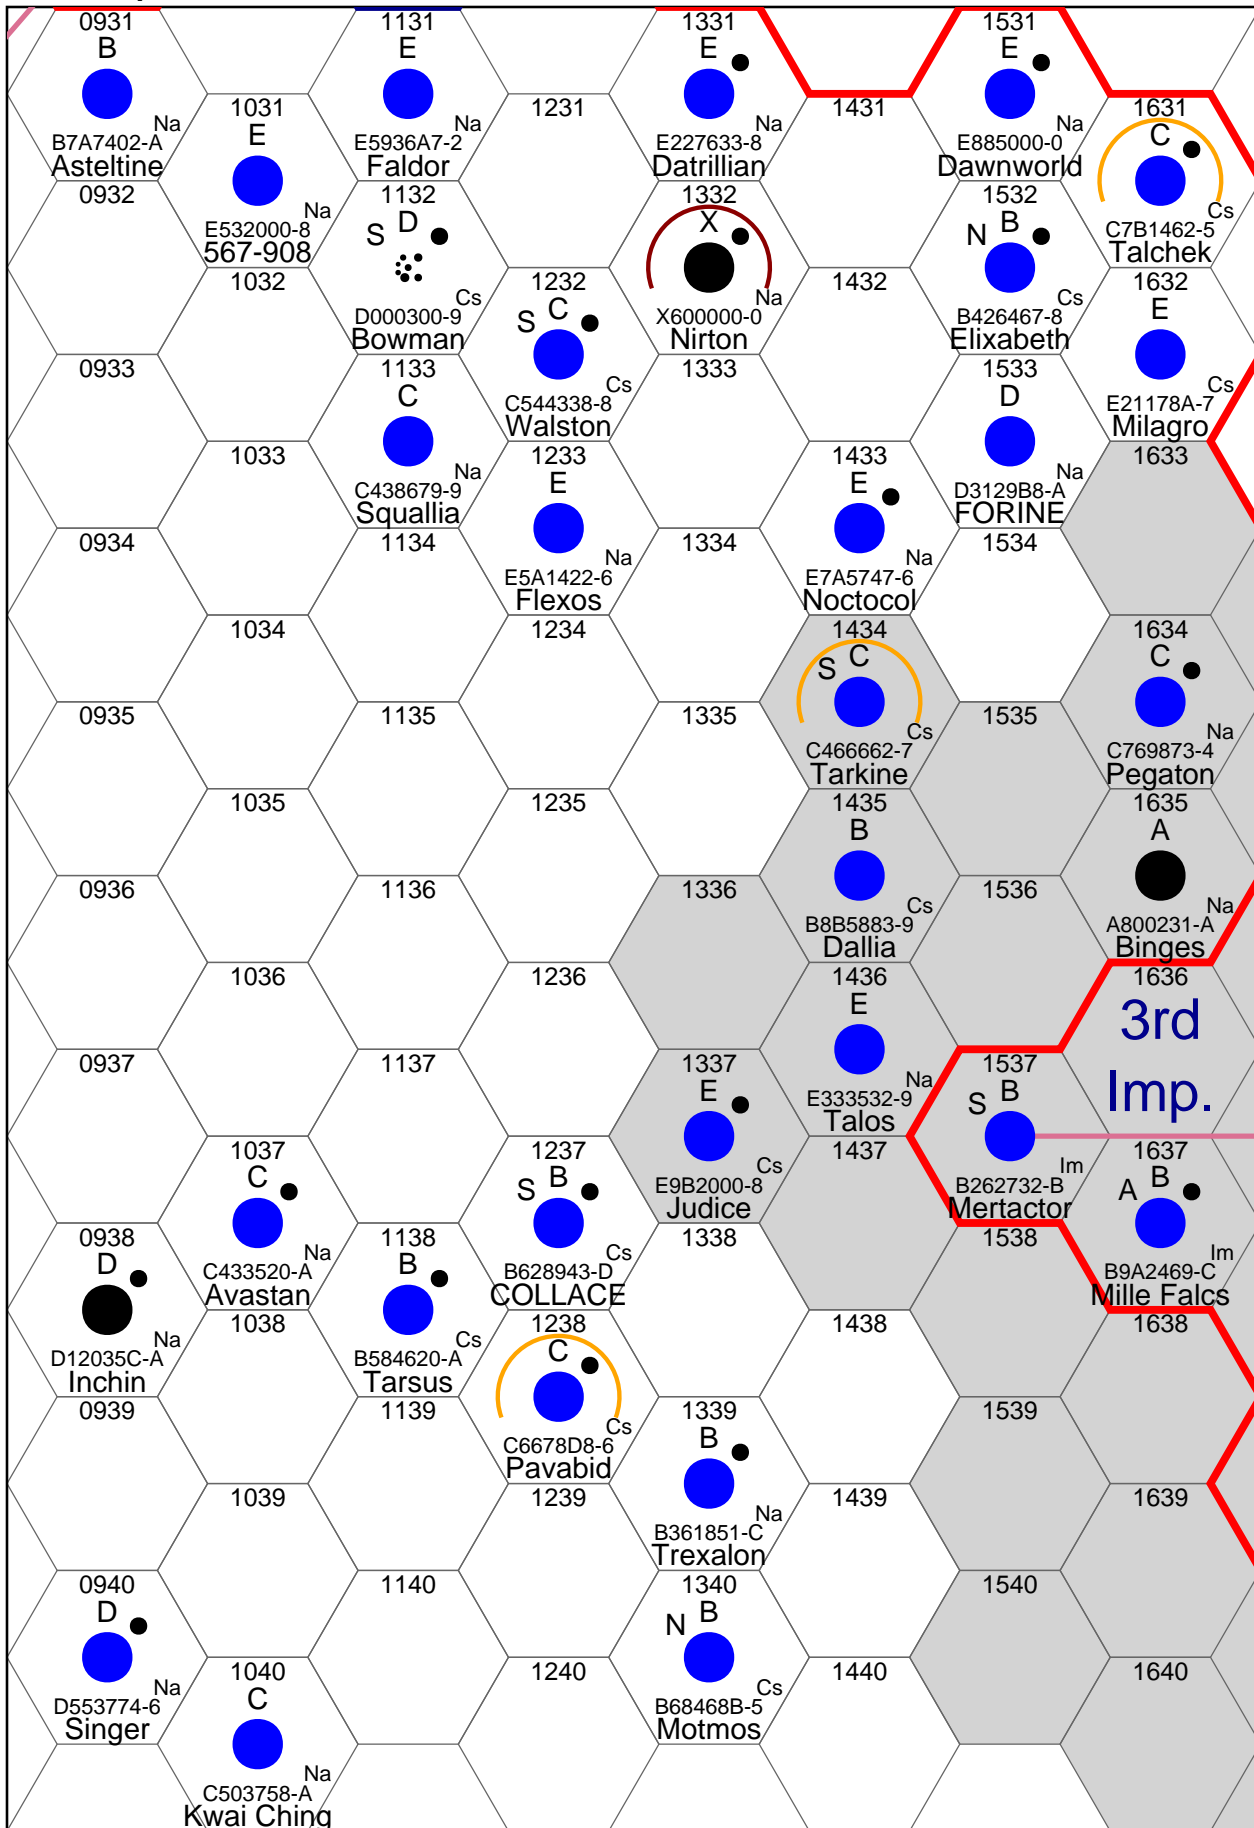 0931
B
Na
B7A7402-A
Asteltine
1131
E
Na
E5936A7-2
Faldor
1331
E
Na
E227633-8
Datrillian
1531
E
Na
E885000-0
Dawnworld
1031
E
Na
E532000-8
567-908
1231
1431
1631
C
Cs
C7B1462-5
Talchek
0932
1132
S D
Cs
D000300-9
Bowman
1332
X
Na
X600000-0
Nirton
1532
N B
Cs
B426467-8
Elixabeth
1032
1232
S C
Cs
C544338-8
Walston
1432
1632
E
Cs
E21178A-7
Milagro
0933
1133
C
Na
C438679-9
Squallia
1333
1533
D
Na
D3129B8-A
FORINE
1033
1233
E
Na
E5A1422-6
Flexos
1433
E
Na
E7A5747-6
Noctocol
1633
0934
1134
1334
1534
1034
1234
1434
S C
Cs
C466662-7
Tarkine
1634
C
Na
C769873-4
Pegaton
0935
1135
1335
1535
1035
1235
1435
B
Cs
B8B5883-9
Dallia
1635
A
Na
A800231-A
Binges
0936
1136
1336
1536
1036
1236
1436
E
Na
E333532-9
Talos
1636
3rd
Imp.
0937
1137
1337
E
Cs
E9B2000-8
Judice
1537
S B
Im
B262732-B
Mertactor
1037
C
Na
C433520-A
Avastan
1237
S B
Cs
B628943-D
COLLACE
1437
1637
A B
Im
B9A2469-C
Mille Falcs
0938
D
Na
D12035C-A
Inchin
1138
B
Cs
B584620-A
Tarsus
1338
1538
1038
1238
C
Cs
C6678D8-6
Pavabid
1438
1638
0939
1139
1339
B
Na
B361851-C
Trexalon
1539
1039
1239
1439
1639
0940
D
Na
D553774-6
Singer
1140
1340
N B
Cs
B68468B-5
Motmos
1540
1040
C
Na
C503758-A
Kwai Ching
1240
1440
1640